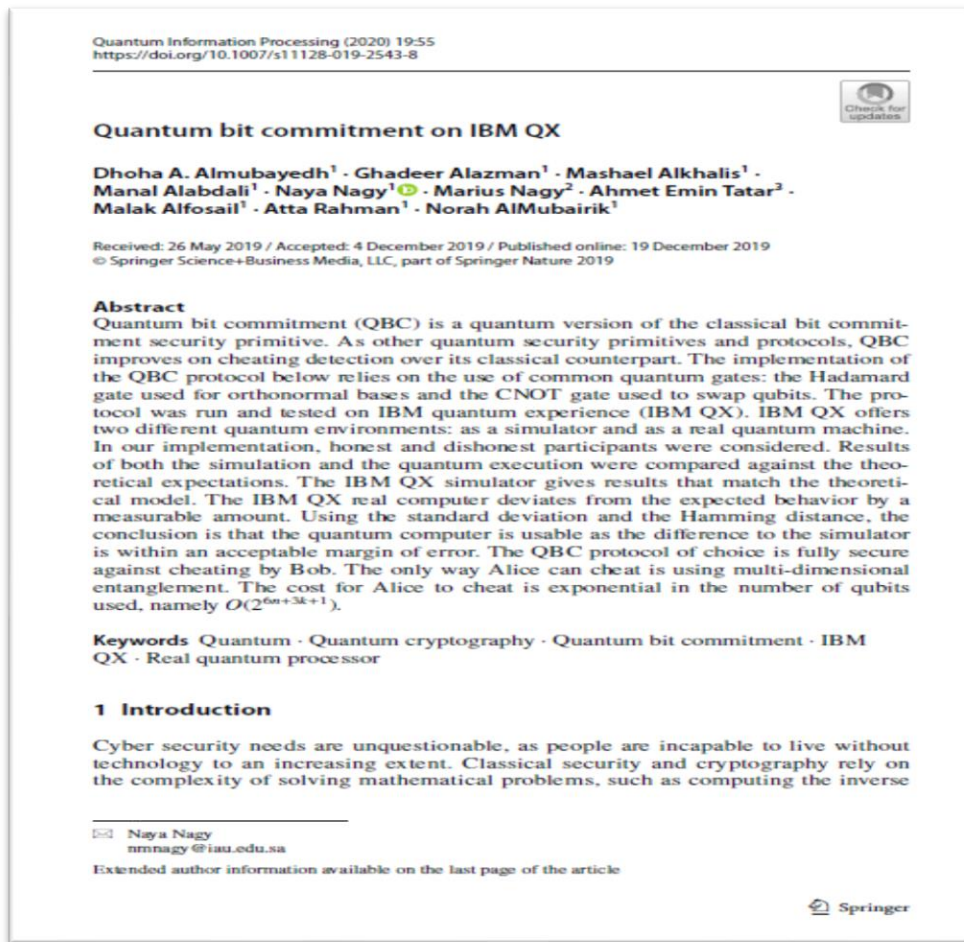 Quantum Information Processing (2020) 19:55
https://doi.org/10.1007/s11128-019-2543-8
Check for
updates
Quantum bit commitment on IBM QX
Dhoha A. Almubayedh¹ · Ghadeer Alazman¹ · Mashael Alkhalis¹ ·
Manal Alabdali¹ · Naya Nagy¹ · Marius Nagy² · Ahmet Emin Tatar³ ·
Malak Alfosail¹ · Atta Rahman¹ · Norah AlMubairik¹
Received: 26 May 2019 / Accepted: 4 December 2019 / Published online: 19 December 2019
© Springer Science+Business Media, LLC, part of Springer Nature 2019
Abstract
Quantum bit commitment (QBC) is a quantum version of the classical bit commit-
ment security primitive. As other quantum security primitives and protocols, QBC
improves on cheating detection over its classical counterpart. The implementation of
the QBC protocol below relies on the use of common quantum gates: the Hadamard
gate used for orthonormal bases and the CNOT gate used to swap qubits. The pro-
tocol was run and tested on IBM quantum experience (IBM QX). IBM QX offers
two different quantum environments: as a simulator and as a real quantum machine.
In our implementation, honest and dishonest participants were considered. Results
of both the simulation and the quantum execution were compared against the theo-
retical expectations. The IBM QX simulator gives results that match the theoreti-
cal model. The IBM QX real computer deviates from the expected behavior by a
measurable amount. Using the standard deviation and the Hamming distance, the
conclusion is that the quantum computer is usable as the difference to the simulator
is within an acceptable margin of error. The QBC protocol of choice is fully secure
against cheating by Bob. The only way Alice can cheat is using multi-dimensional
entanglement. The cost for Alice to cheat is exponential in the number of qubits
used, namely O(2⁶ⁿ⁺³ᵏ⁺¹).
Keywords Quantum · Quantum cryptography · Quantum bit commitment · IBM
QX · Real quantum processor
1 Introduction
Cyber security needs are unquestionable, as people are incapable to live without
technology to an increasing extent. Classical security and cryptography rely on
the complexity of solving mathematical problems, such as computing the inverse
Naya Nagy
nmnagy@iau.edu.sa
Extended author information available on the last page of the article
Springer